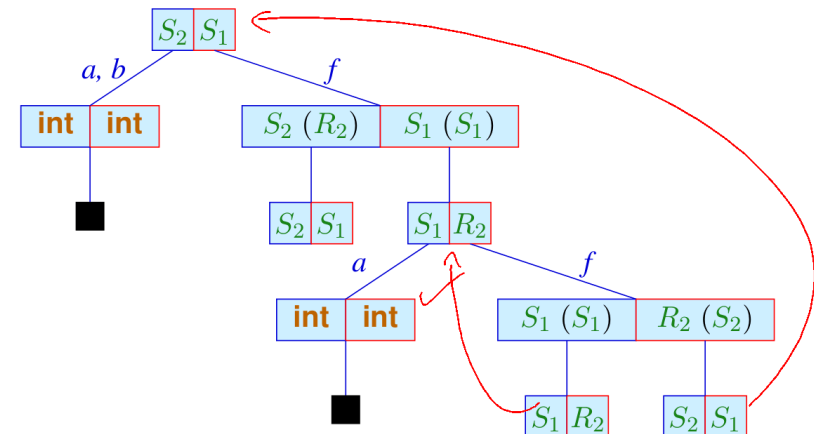 S₂ S₁
a, b f
int int S₂ (R₂) S₁ (S₁)
S₂ S₁ S₁ R₂
a f
int int S₁ (S₁) R₂ (S₂)
S₁ R₂ S₂ S₁